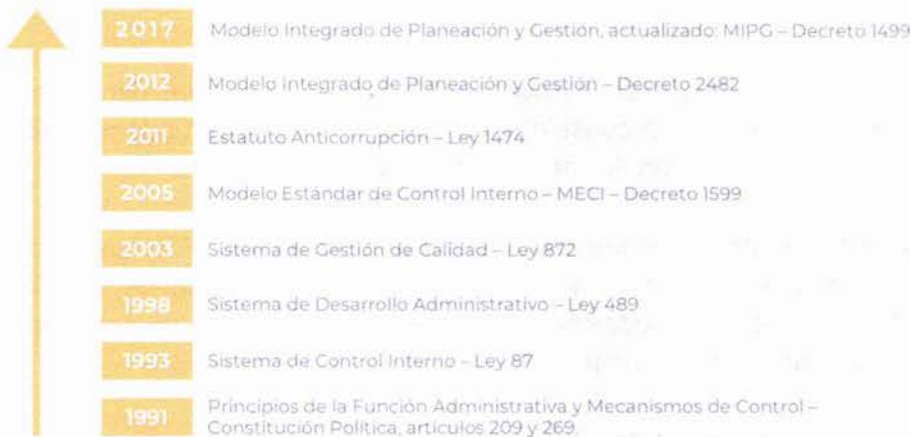 2017 Modelo Integrado de Planeación y Gestión, actualizado: MIPG – Decreto 1499
2012 Modelo Integrado de Planeación y Gestión – Decreto 2482
2011 Estatuto Anticorrupción – Ley 1474
2005 Modelo Estándar de Control Interno – MECI – Decreto 1599
2003 Sistema de Gestión de Calidad – Ley 872
1998 Sistema de Desarrollo Administrativo – Ley 489
1993 Sistema de Control Interno – Ley 87
1991 Principios de la Función Administrativa y Mecanismos de Control –
Constitución Política, artículos 209 y 269.